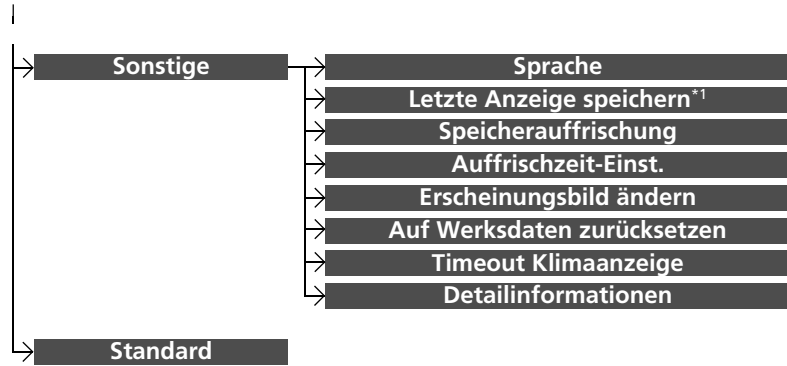 Sonstige
Sprache
Letzte Anzeige speichern*1
Speicherauffrischung
Auffrischzeit-Einst.
Erscheinungsbild ändern
Auf Werksdaten zurücksetzen
Timeout Klimaanzeige
Detailinformationen
Standard